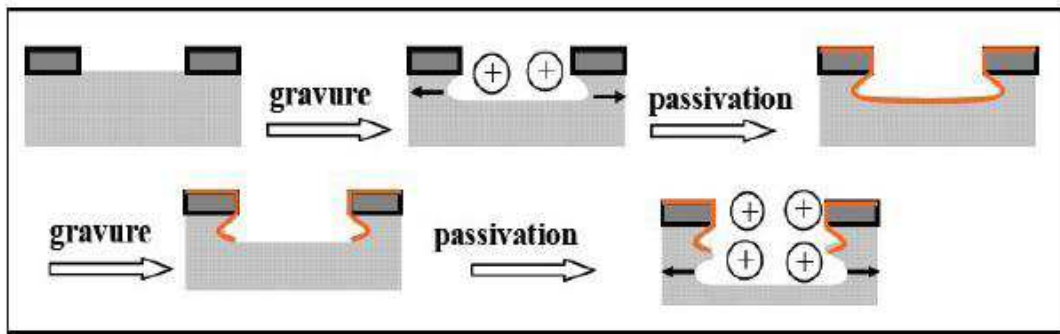 gravure
+ +
passivation
gravure
passivation
+ +
+ +